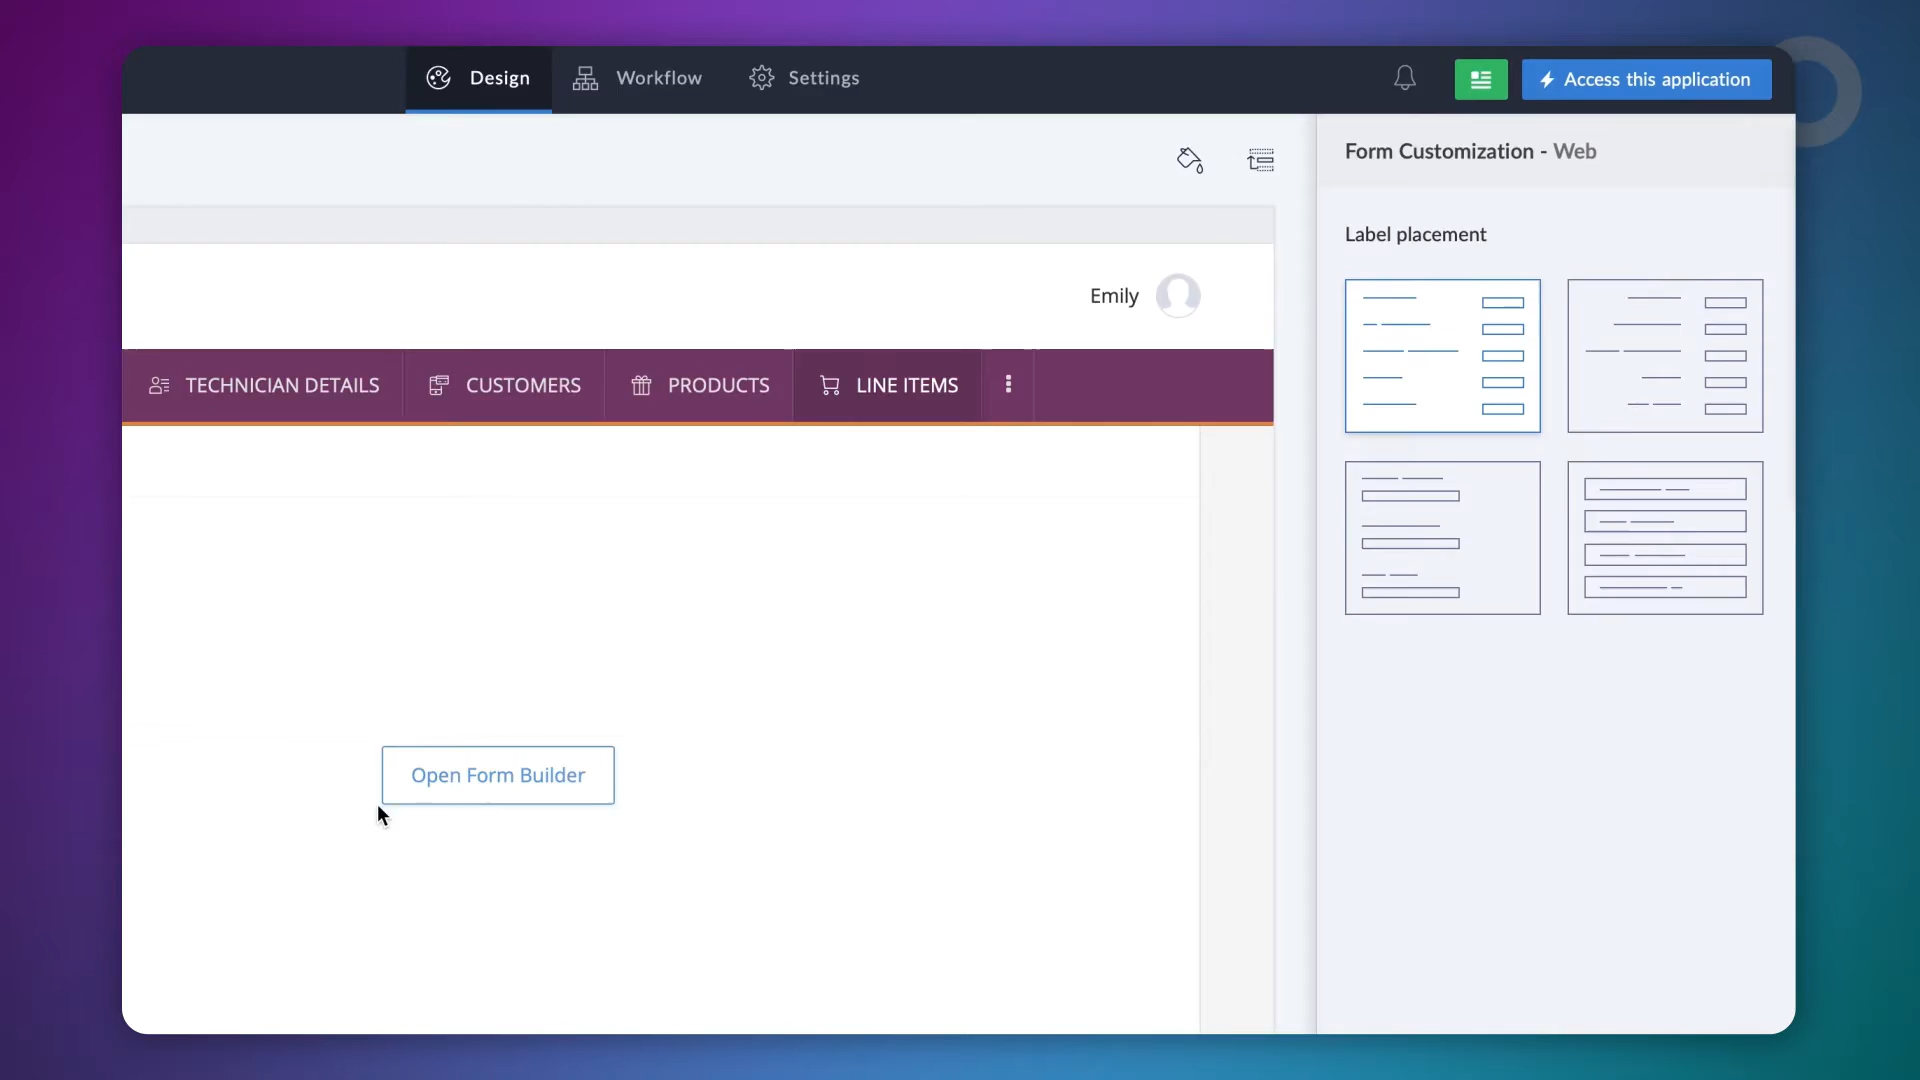 Design
Workflow
Settings
Access this application
Form Customization - Web
Label placement
Emily
TECHNICIAN DETAILS
CUSTOMERS
PRODUCTS
LINE ITEMS
Open Form Builder